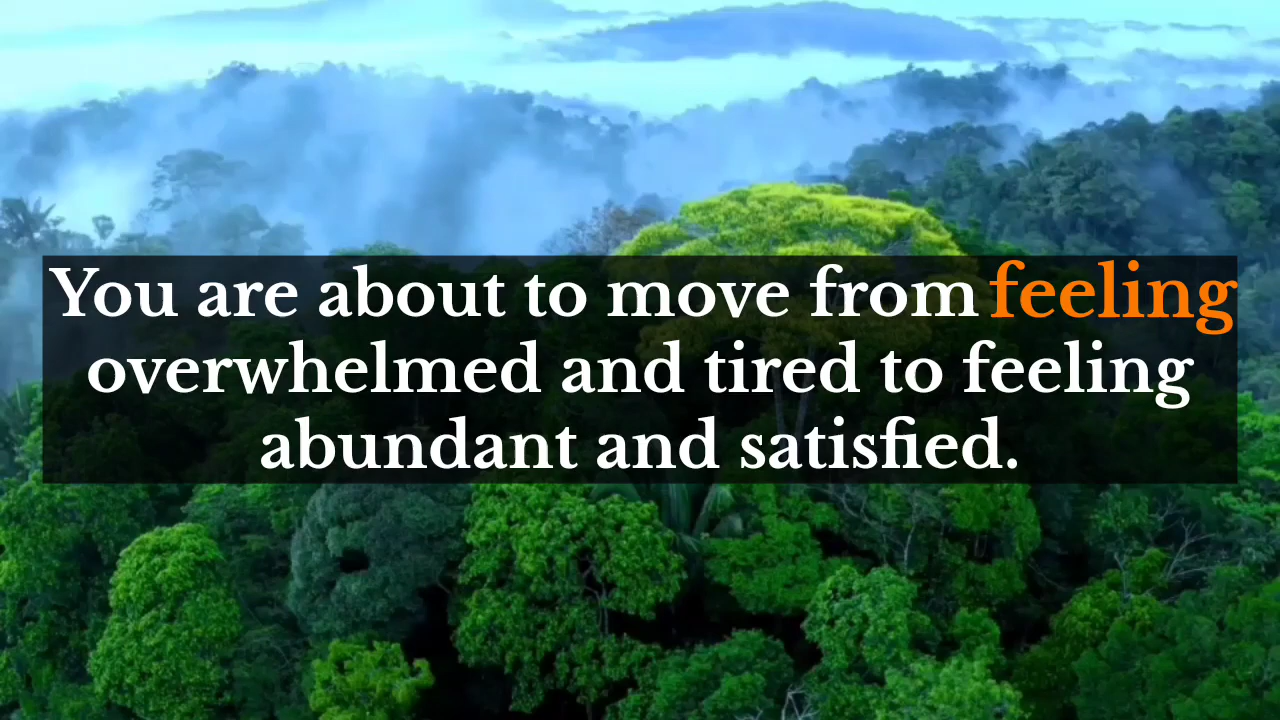 You are about to move from feeling
overwhelmed and tired to feeling
abundant and satisfied.